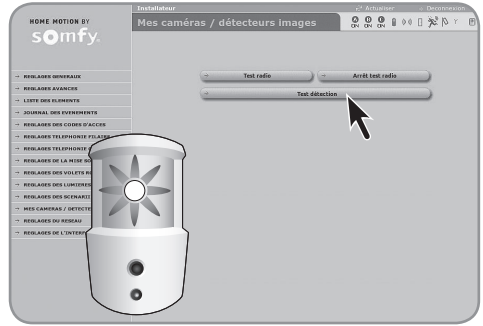 Installateur
Actualiser
Deconnexion
HOME MOTION BY
somfy.
Mes caméras / détecteurs images
ON ON ON
REGLAGES GENERAUX
REGLAGES AVANCES
LISTE DES ELEMENTS
JOURNAL DES EVENEMENTS
REGLAGES DES CODES D'ACCES
REGLAGES TELEPHONIE FILAIRE
REGLAGES TELEPHONIE
REGLAGES DE LA MISE SO
REGLAGES DES VOLETS R
REGLAGES DES LUMIERES
REGLAGES DES SCENARII
MES CAMERAS / DETECTE
REGLAGES DU RESEAU
REGLAGES DE L'INTERF
Test radio
Arrêt test radio
Test détection